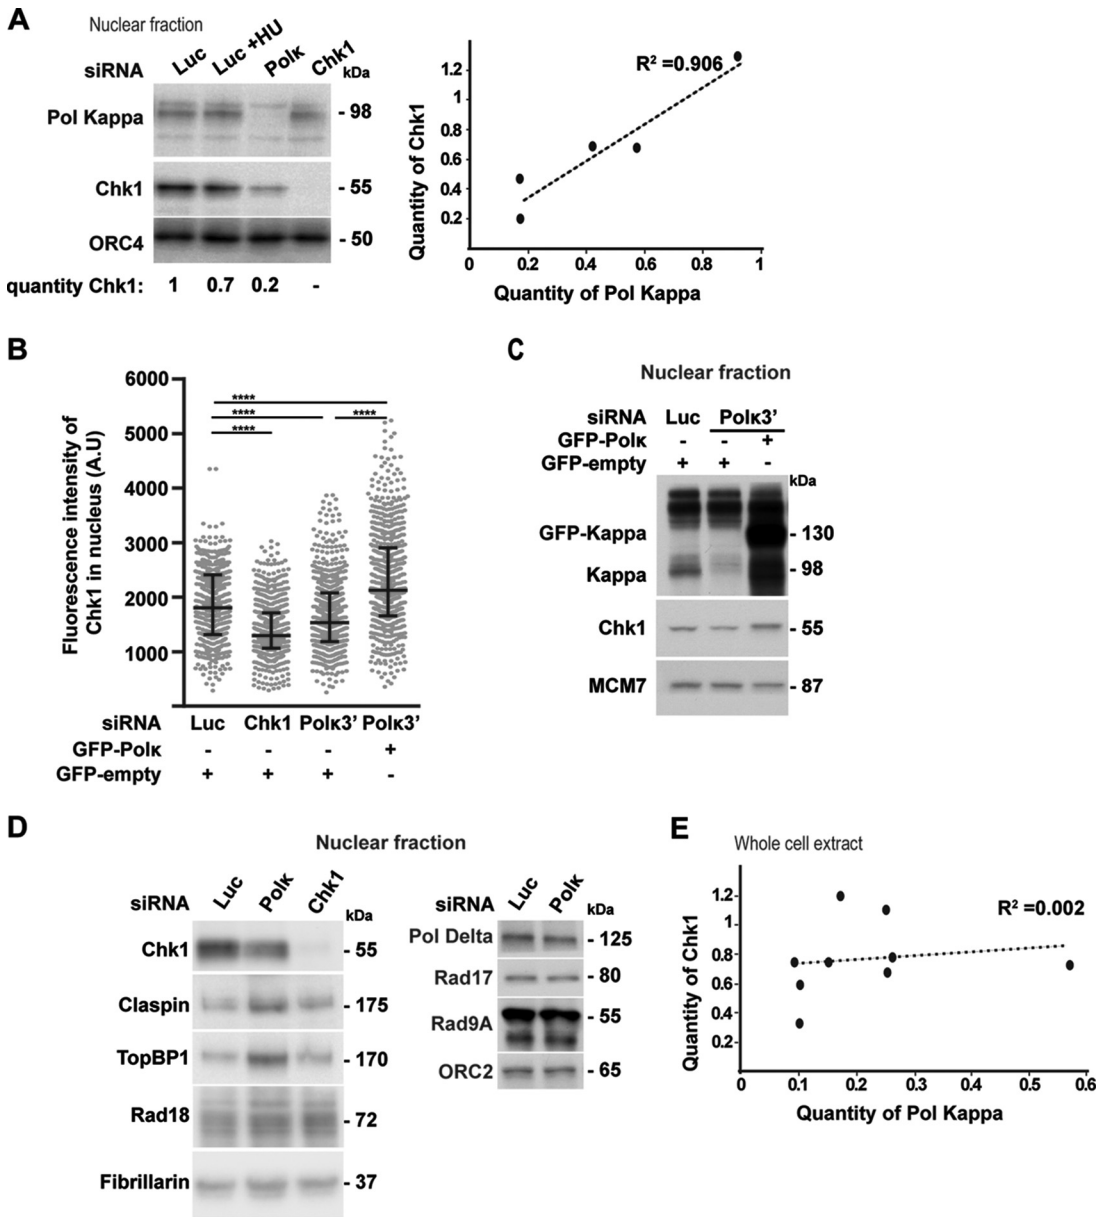 A
Nuclear fraction
siRNA Luc Luc +HU Polκ Chk1 kDa
Pol Kappa - 98
Chk1 - 55
ORC4 - 50
quantity Chk1: 1 0.7 0.2 -
R² =0.906
Quantity of Chk1
1.2
1
0.8
0.6
0.4
0.2
0 0.2 0.4 0.6 0.8 1
Quantity of Pol Kappa
B
Fluorescence intensity of
Chk1 in nucleus (A.U)
6000
5000
4000
3000
2000
1000
****
**** ****
****
siRNA Luc Chk1 Polκ3' Polκ3'
GFP-Polκ - - - +
GFP-empty + + + -
C
Nuclear fraction
siRNA Luc Polκ3'
GFP-Polκ - - +
GFP-empty + + -
kDa
GFP-Kappa - 130
Kappa - 98
Chk1 - 55
MCM7 - 87
D
Nuclear fraction
siRNA Luc Polκ Chk1 kDa
Chk1 - 55
Claspin - 175
TopBP1 - 170
Rad18 - 72
Fibrillarin - 37
siRNA Luc Polκ kDa
Pol Delta - 125
Rad17 - 80
Rad9A - 55
ORC2 - 65
E
Whole cell extract
R² =0.002
Quantity of Chk1
1.2
1
0.8
0.6
0.4
0.2
0 0.1 0.2 0.3 0.4 0.5 0.6
Quantity of Pol Kappa